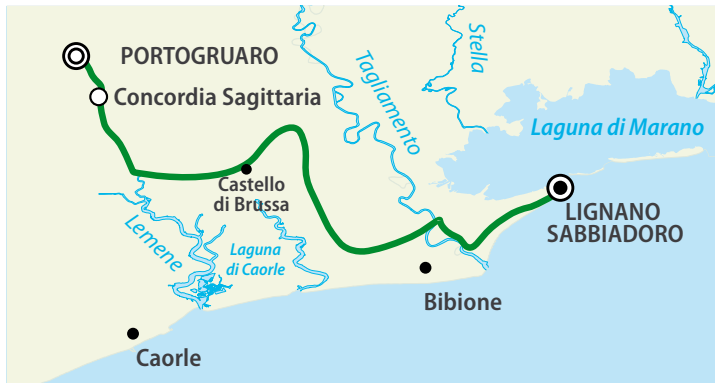 PORTOGRUARO
Concordia Sagittaria
Tagliamento
Stella
Laguna di Marano
Castello
di Brussa
LIGNANO
SABBIADORO
Lemene
Laguna
di Caorle
Bibione
Caorle